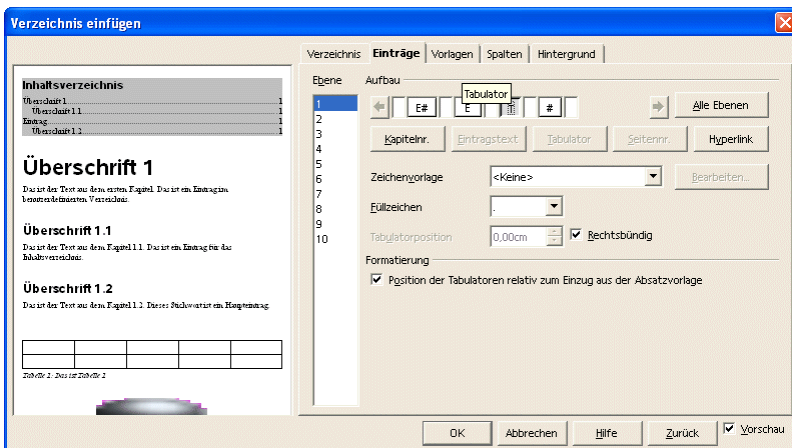 Verzeichnis einfügen
Verzeichnis Einträge Vorlagen Spalten Hintergrund
Inhaltsverzeichnis
Überschrift 1 1
Überschrift 1.1 1
Eintrag 1
Überschrift 1.2 1
Überschrift 1
Das ist der Text aus dem ersten Kapitel. Das ist ein Eintrag im
benutzerdefinierten Verzeichnis.
Überschrift 1.1
Das ist der Text aus dem Kapitel 1.1. Das ist ein Eintrag für das
Inhaltsverzeichnis.
Überschrift 1.2
Das ist der Text aus dem Kapitel 1.2. Dieses Stichwort ist ein Haupteintrag.
Tabelle 1: Das ist Tabelle 1
Ebene
1
2
3
4
5
6
7
8
9
10
Aufbau
Tabulator
E# E T #
Alle Ebenen
Kapitelnr. Eintragstext Tabulator Seitennr. Hyperlink
Zeichenvorlage <Keine> Bearbeiten...
Füllzeichen .
Tabulatorposition 0,00cm Rechtsbündig
Formatierung
Position der Tabulatoren relativ zum Einzug aus der Absatzvorlage
OK Abbrechen Hilfe Zurück Vorschau